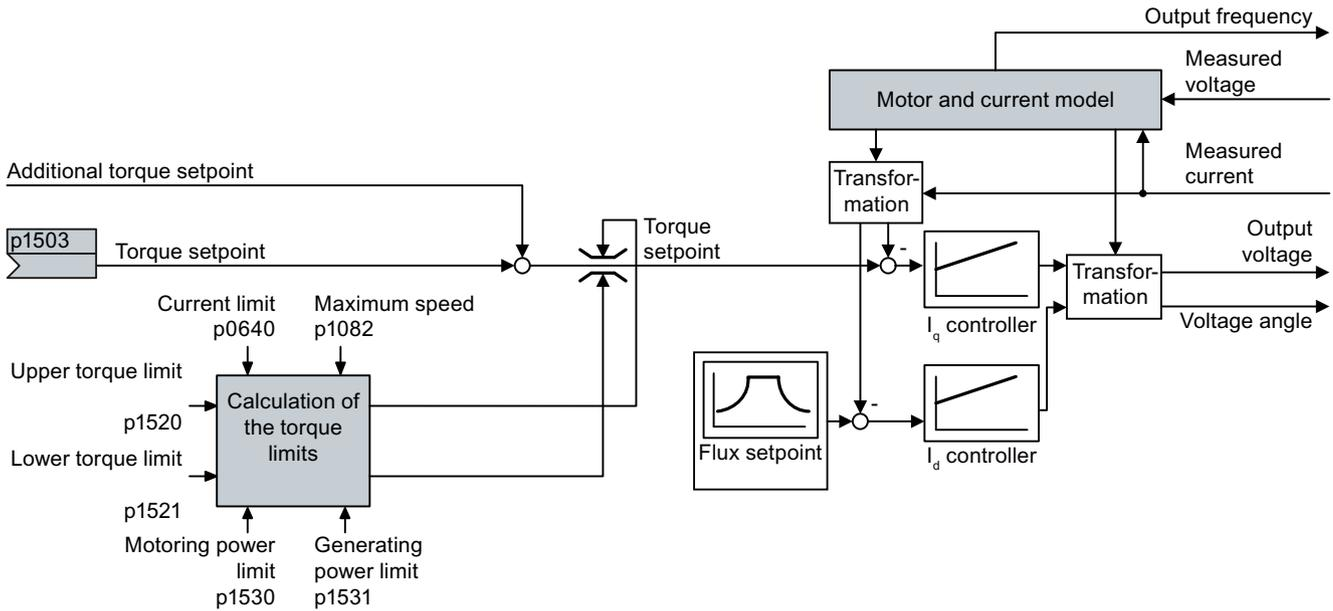 Output frequency
Measured
voltage
Motor and current model
Measured
current
Additional torque setpoint
Transfor-
mation
p1503
Torque setpoint
Torque
setpoint
-
Output
voltage
Transfor-
mation
Voltage angle
Iq controller
Current limit
p0640
Maximum speed
p1082
Upper torque limit
p1520
Lower torque limit
p1521
Calculation of
the torque
limits
-
Flux setpoint
Id controller
Motoring power
limit
p1530
Generating
power limit
p1531